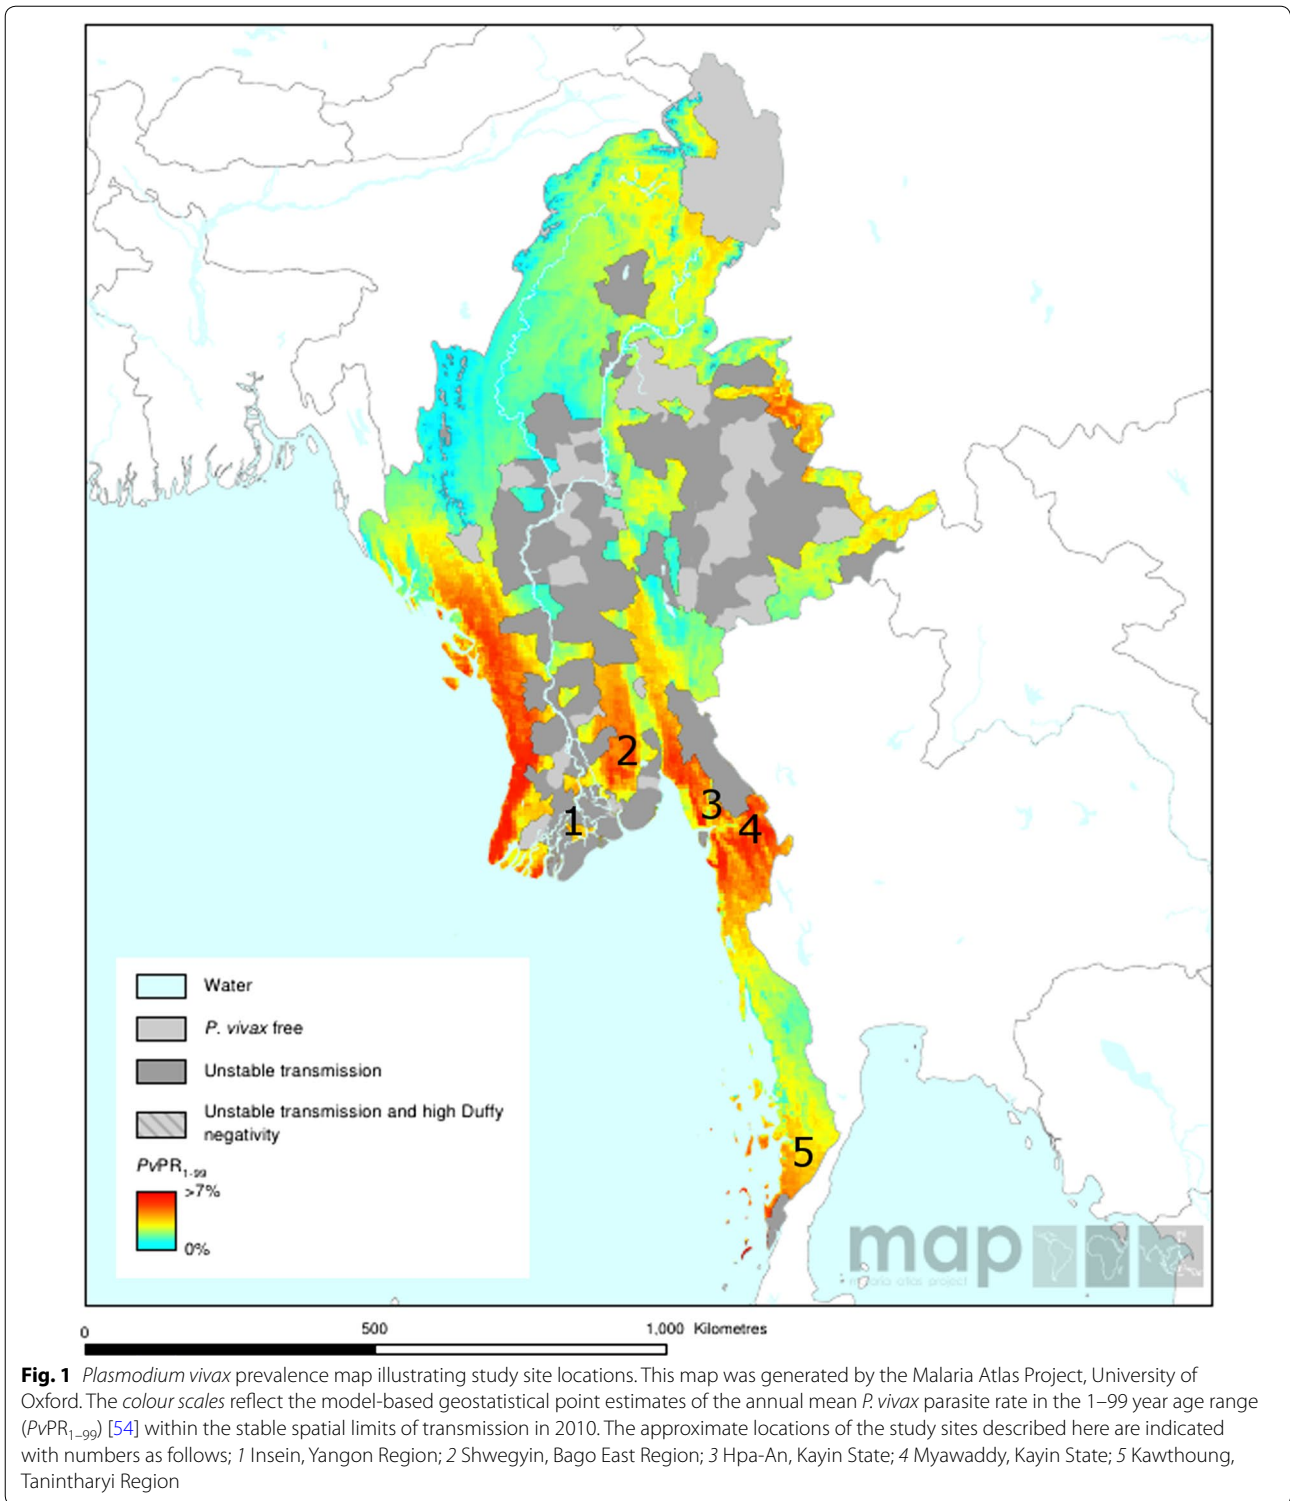 2
1
3
4
5
Water
P. vivax free
Unstable transmission
Unstable transmission and high Duffy
negativity
PvPR1-99
>7%
0%
map
malaria atlas project
0
500
1,000 Kilometres
Fig. 1 Plasmodium vivax prevalence map illustrating study site locations. This map was generated by the Malaria Atlas Project, University of
Oxford. The colour scales reflect the model-based geostatistical point estimates of the annual mean P. vivax parasite rate in the 1–99 year age range
(PvPR1–99) [54] within the stable spatial limits of transmission in 2010. The approximate locations of the study sites described here are indicated
with numbers as follows; 1 Insein, Yangon Region; 2 Shwegyin, Bago East Region; 3 Hpa-An, Kayin State; 4 Myawaddy, Kayin State; 5 Kawthoung,
Tanintharyi Region